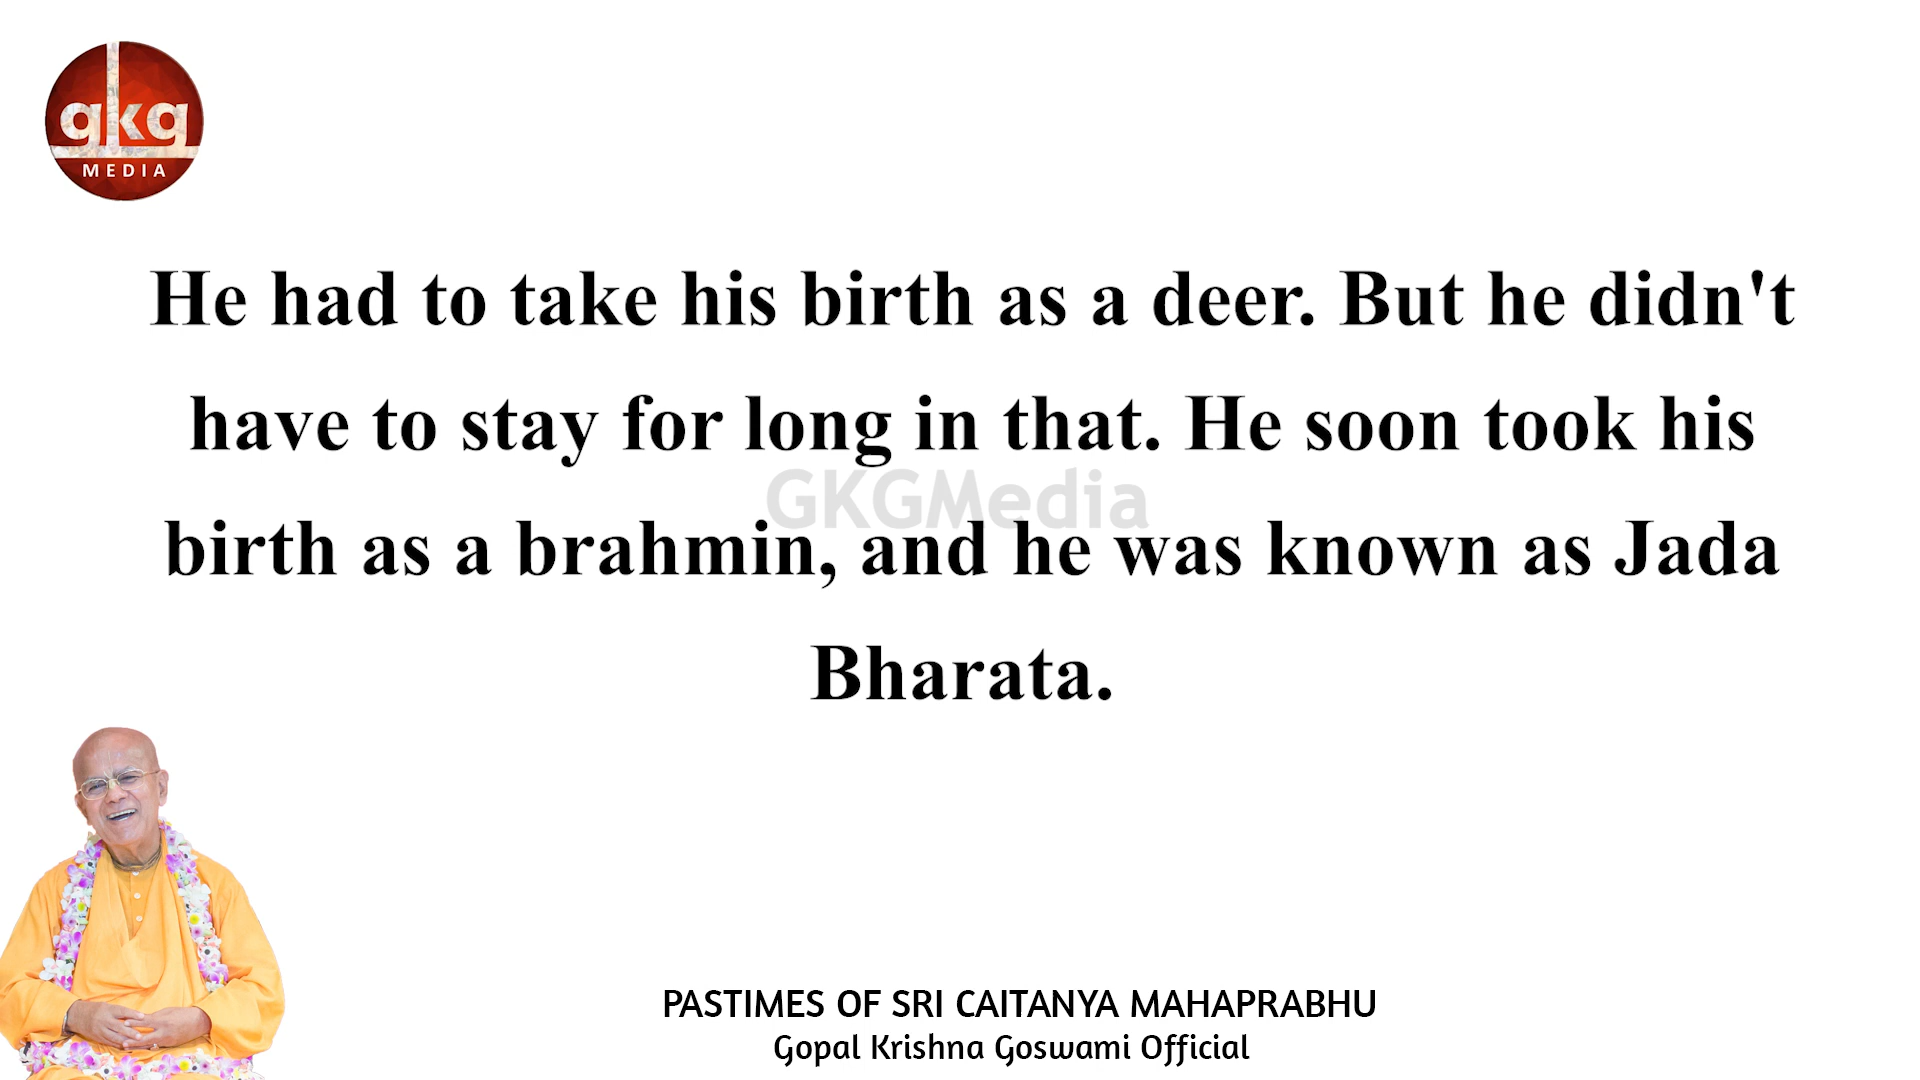 gkg
MEDIA
He had to take his birth as a deer. But he didn't
have to stay for long in that. He soon took his
GKGMedia
birth as a brahmin, and he was known as Jada
Bharata.
PASTIMES OF SRI CAITANYA MAHAPRABHU
Gopal Krishna Goswami Official